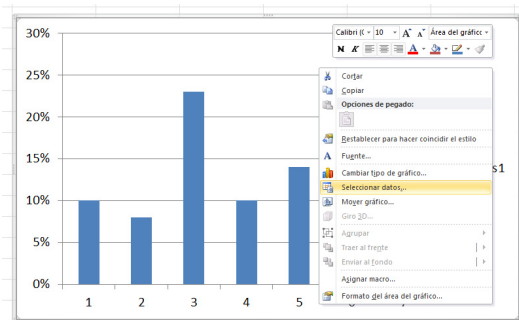 30%
25%
20%
15%
10%
5%
0%
1 2 3 4 5
s1
Calibri (C 10 A A Área del gráfico
N K A
Cortar
Copiar
Opciones de pegado:
Restablecer para hacer coincidir el estilo
A Fuente...
Cambiar tipo de gráfico...
Seleccionar datos...
Mover gráfico...
Giro 3D...
Agrupar
Traer al frente
Enviar al fondo
Asignar macro...
Formato del área del gráfico...